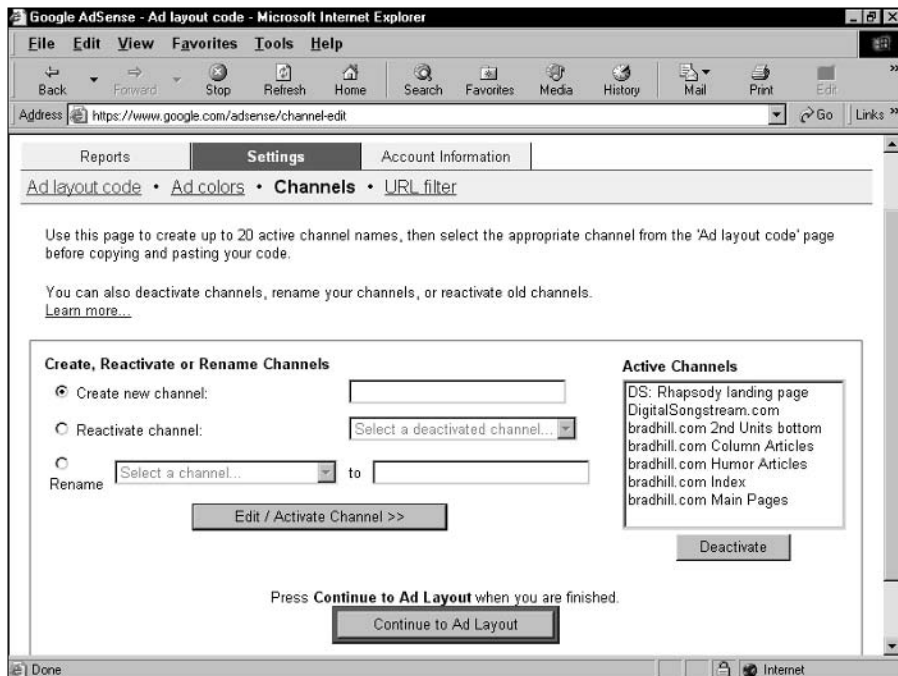 Google AdSense - Ad layout code - Microsoft Internet Explorer
File Edit View Favorites Tools Help
Back Forward Stop Refresh Home Search Favorites Media History Mail Print Edit »
Address https://www.google.com/adsense/channel-edit Go Links »
Reports Settings Account Information
Ad layout code • Ad colors • Channels • URL filter
Use this page to create up to 20 active channel names, then select the appropriate channel from the 'Ad layout code' page
before copying and pasting your code.
You can also deactivate channels, rename your channels, or reactivate old channels.
Learn more...
Create, Reactivate or Rename Channels
Create new channel:
Reactivate channel: Select a deactivated channel...
Rename Select a channel... to
Edit / Activate Channel >>
Active Channels
DS: Rhapsody landing page
DigitalSongstream.com
bradhill.com 2nd Units bottom
bradhill.com Column Articles
bradhill.com Humor Articles
bradhill.com Index
bradhill.com Main Pages
Deactivate
Press Continue to Ad Layout when you are finished.
Continue to Ad Layout
Done Internet